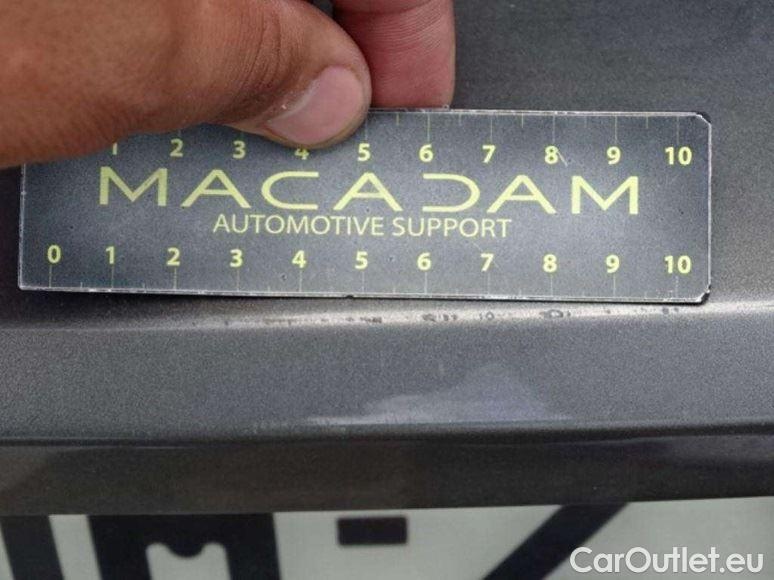 1 2 3 4 5 6 7 8 9 10
MACADAM
AUTOMOTIVE SUPPORT
0 1 2 3 4 5 6 7 8 9 10
CarOutlet.eu